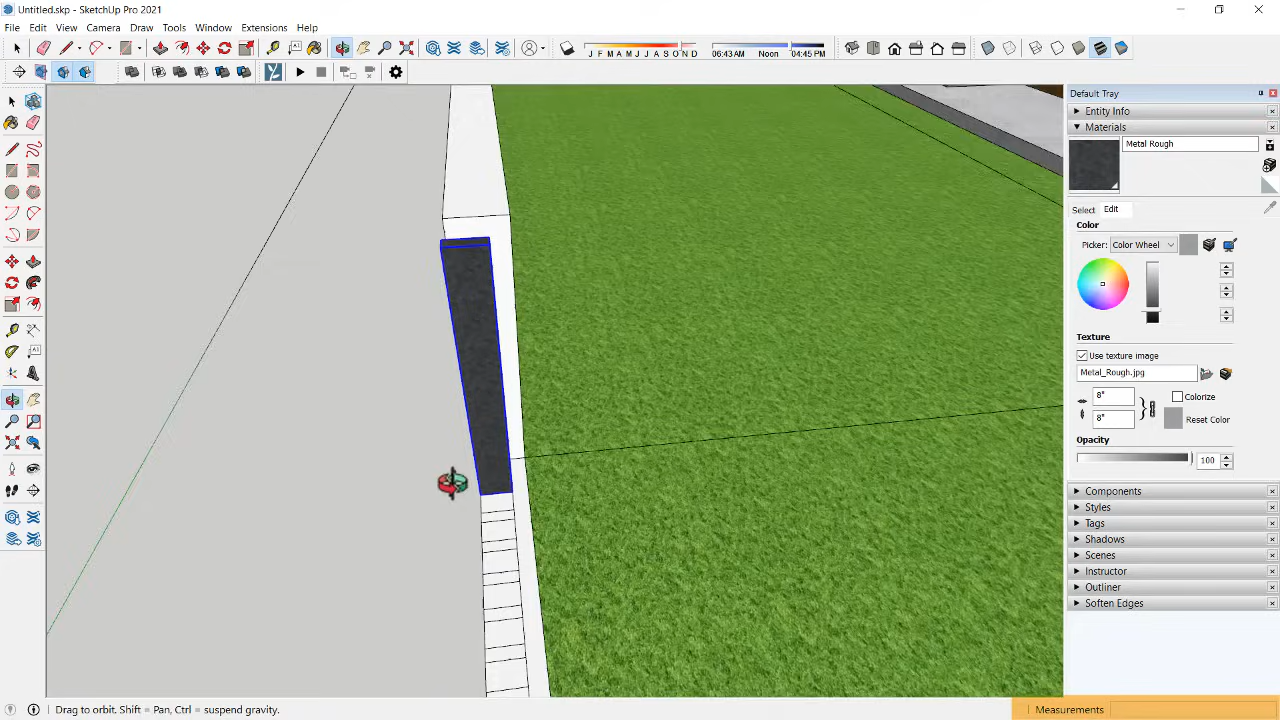 Untitled.skp - SketchUp Pro 2021
File Edit View Camera Draw Tools Window Extensions Help
J F M A M J J A S O N D 06:43 AM Noon 04:45 PM
Default Tray
Entity Info
Materials
Metal Rough
Select Edit
Color
Picker: Color Wheel
Texture
Use texture image
Metal_Rough.jpg
8" Colorize
8" Reset Color
Opacity
100
Components
Styles
Tags
Shadows
Scenes
Instructor
Outliner
Soften Edges
Drag to orbit. Shift = Pan, Ctrl = suspend gravity. Measurements